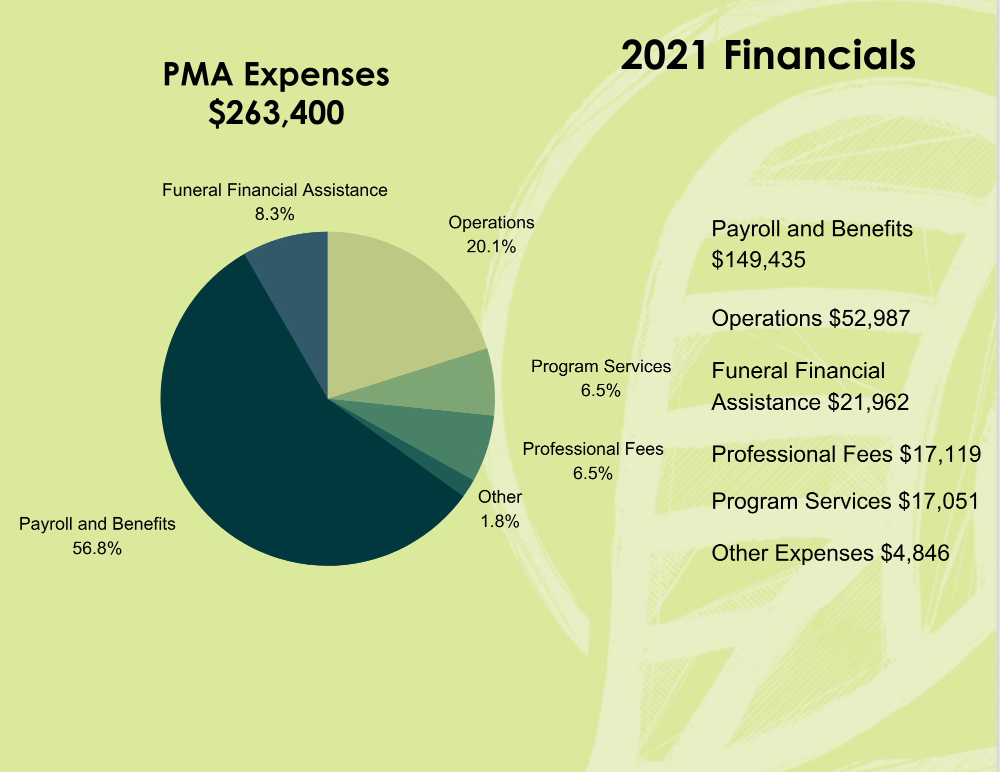 2021 Financials
PMA Expenses
$263,400
Funeral Financial Assistance
8.3%
Operations
20.1%
Program Services
6.5%
Professional Fees
6.5%
Other
1.8%
Payroll and Benefits
56.8%
Payroll and Benefits
$149,435
Operations $52,987
Funeral Financial
Assistance $21,962
Professional Fees $17,119
Program Services $17,051
Other Expenses $4,846